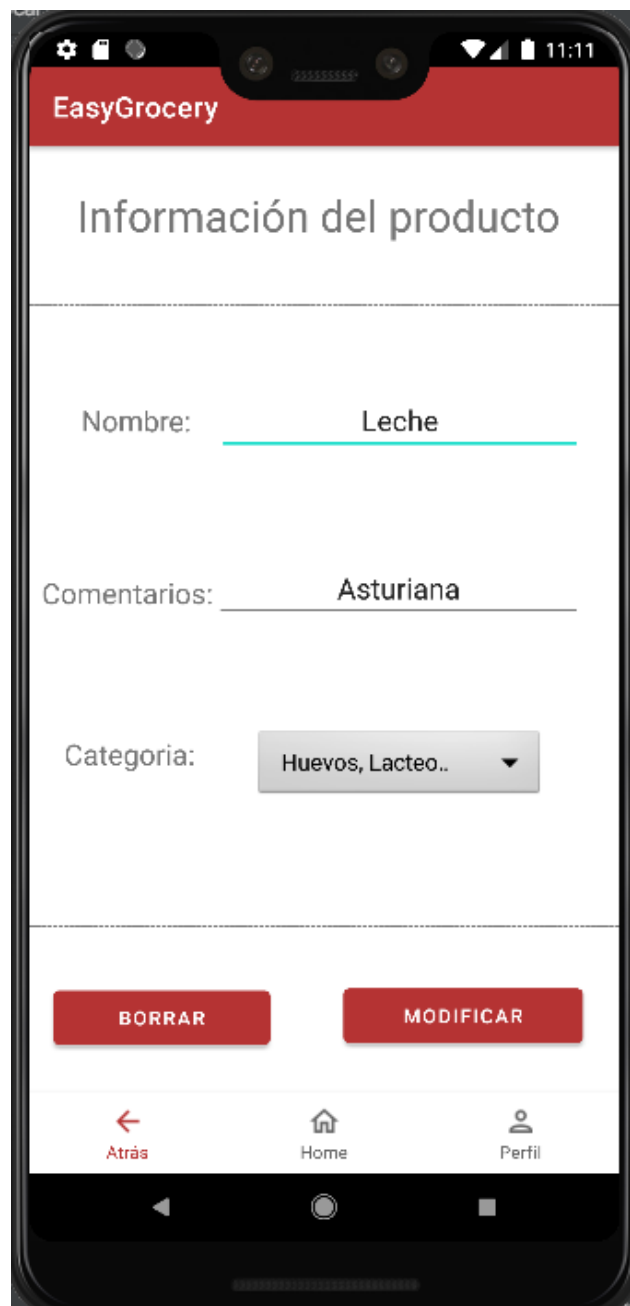 11:11
EasyGrocery
Información del producto
Nombre: Leche
Comentarios: Asturiana
Categoria: Huevos, Lacteo..
BORRAR MODIFICAR
Atrás Home Perfil